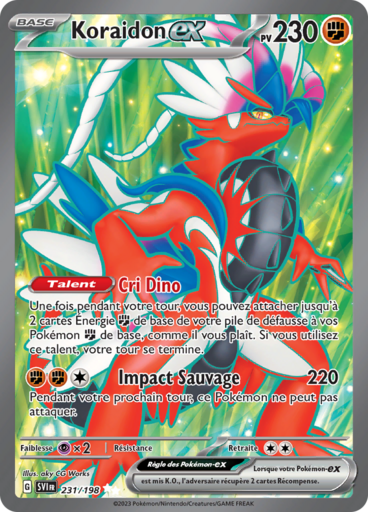 BASE
Koraidon ex
PV 230
Talent Cri Dino
Une fois pendant votre tour, vous pouvez attacher jusqu'à
2 cartes Énergie de base de votre pile de défausse à vos
Pokémon de base, comme il vous plaît. Si vous utilisez
ce talent, votre tour se termine.
Impact Sauvage 220
Pendant votre prochain tour, ce Pokémon ne peut pas
attaquer.
Faiblesse ×2 Résistance Retraite
Illus. aky CG Works
Règle des Pokémon-ex Lorsque votre Pokémon-ex
est mis K.O., l'adversaire récupère 2 cartes Récompense.
G SVI FR 231/198
©2023 Pokémon/Nintendo/Creatures/GAME FREAK